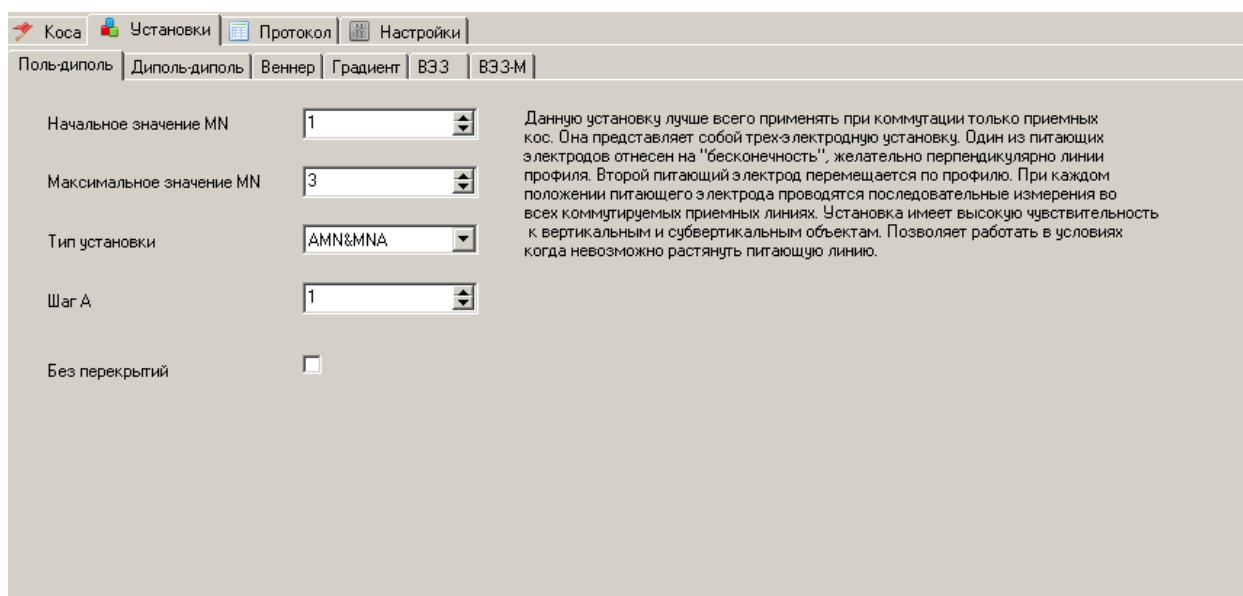 Коса Установки Протокол Настройки
Поль-диполь Диполь-диполь Веннер Градиент ВЭЗ ВЭЗ-М
Начальное значение MN 1
Максимальное значение MN 3
Тип установки AMN&MNA
Шаг А 1
Без перекрытий
Данную установку лучше всего применять при коммутации только приемных
кос. Она представляет собой трех-электродную установку. Один из питающих
электродов отнесен на "бесконечность", желательно перпендикулярно линии
профиля. Второй питающий электрод перемещается по профилю. При каждом
положении питающего электрода проводятся последовательные измерения во
всех коммутируемых приемных линиях. Установка имеет высокую чувствительность
к вертикальным и субвертикальным объектам. Позволяет работать в условиях
когда невозможно растянуть питающую линию.